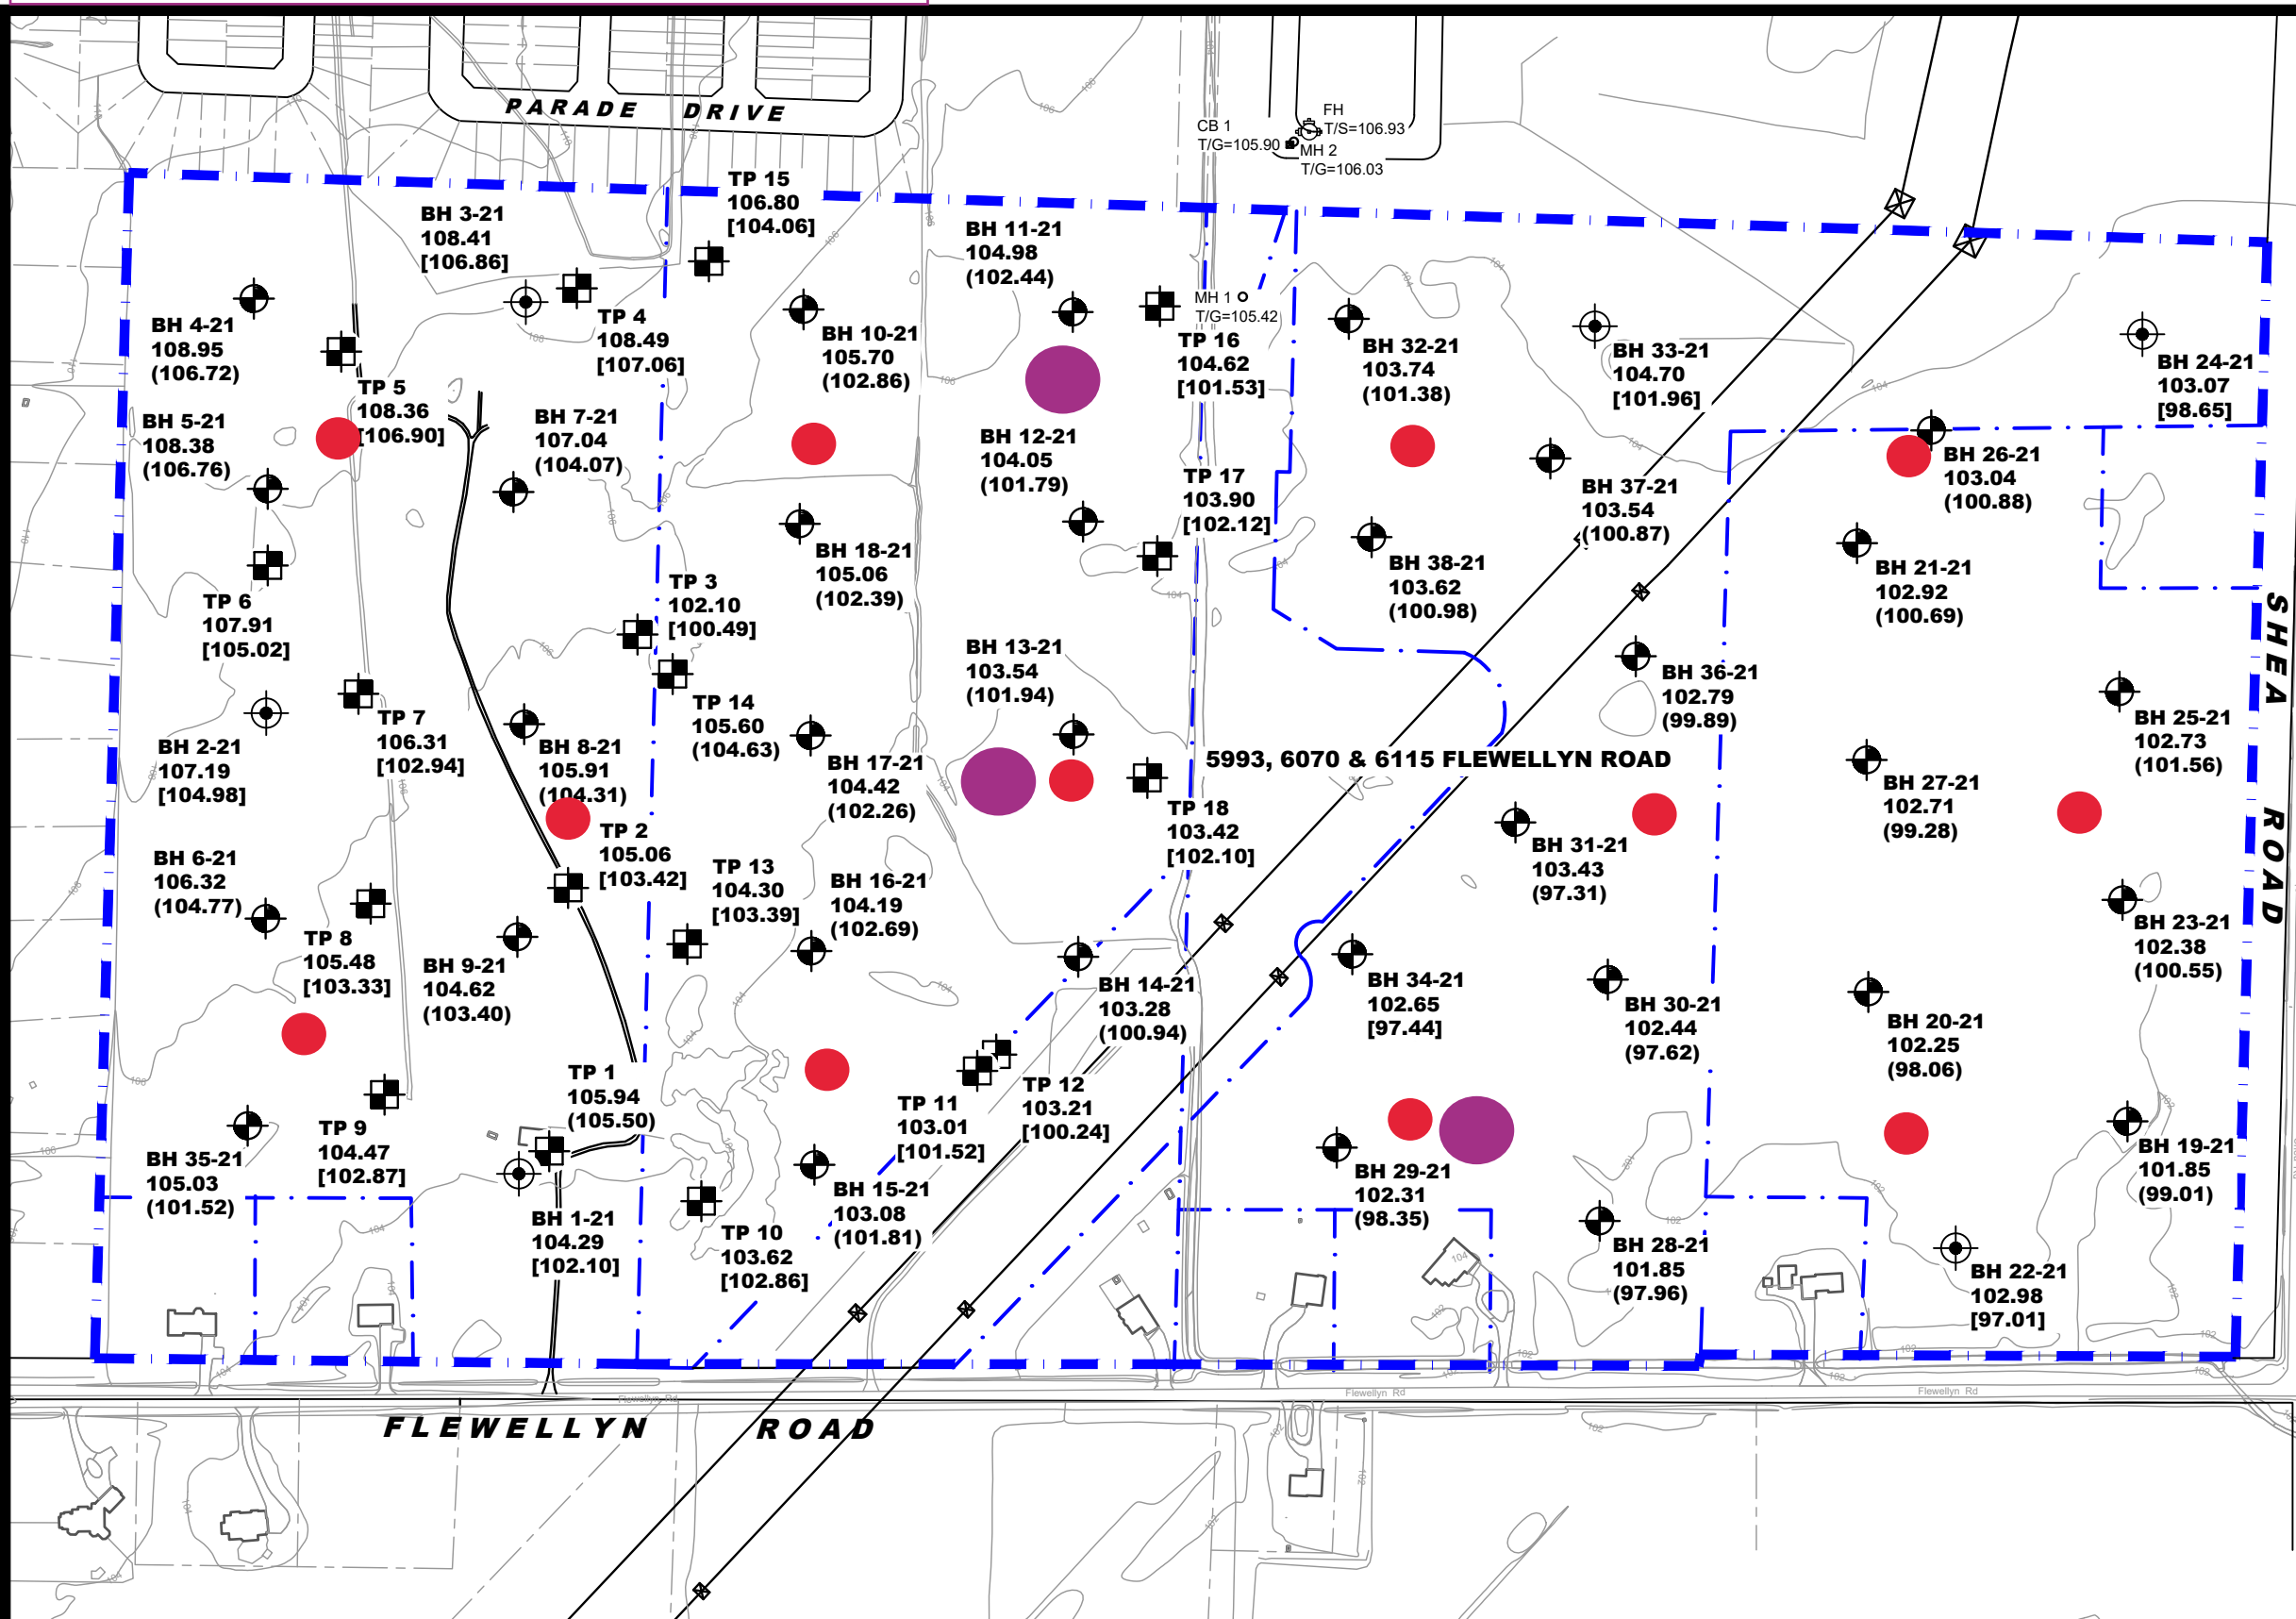 PARADE DRIVE
FH
T/S=106.93
CB 1
T/G=105.90
MH 2
T/G=106.03
TP 15
106.80
[104.06]
BH 3-21
108.41
[106.86]
BH 11-21
104.98
(102.44)
MH 1
T/G=105.42
BH 4-21
108.95
(106.72)
TP 4
108.49
[107.06]
BH 10-21
105.70
(102.86)
TP 16
104.62
[101.53]
BH 32-21
103.74
(101.38)
BH 33-21
104.70
[101.96]
BH 24-21
103.07
[98.65]
TP 5
108.36
[106.90]
BH 5-21
108.38
(106.76)
BH 7-21
107.04
(104.07)
BH 12-21
104.05
(101.79)
TP 17
103.90
[102.12]
BH 37-21
103.54
(100.87)
BH 26-21
103.04
(100.88)
BH 18-21
105.06
(102.39)
BH 38-21
103.62
(100.98)
BH 21-21
102.92
(100.69)
TP 3
102.10
[100.49]
TP 6
107.91
[105.02]
BH 13-21
103.54
(101.94)
BH 36-21
102.79
(99.89)
SHEA ROAD
TP 14
105.60
(104.63)
TP 7
106.31
[102.94]
BH 2-21
107.19
[104.98]
BH 8-21
105.91
(104.31)
BH 17-21
104.42
(102.26)
5993, 6070 & 6115 FLEWELLYN ROAD
BH 25-21
102.73
(101.56)
BH 27-21
102.71
(99.28)
TP 18
103.42
[102.10]
TP 2
105.06
[103.42]
BH 31-21
103.43
(97.31)
BH 6-21
106.32
(104.77)
TP 13
104.30
[103.39]
BH 16-21
104.19
(102.69)
BH 23-21
102.38
(100.55)
TP 8
105.48
[103.33]
BH 9-21
104.62
(103.40)
BH 14-21
103.28
(100.94)
BH 34-21
102.65
[97.44]
BH 30-21
102.44
(97.62)
BH 20-21
102.25
(98.06)
TP 1
105.94
(105.50)
TP 12
103.21
[100.24]
TP 11
103.01
[101.52]
TP 9
104.47
[102.87]
BH 35-21
105.03
(101.52)
BH 29-21
102.31
(98.35)
BH 19-21
101.85
(99.01)
BH 15-21
103.08
(101.81)
BH 1-21
104.29
[102.10]
TP 10
103.62
[102.86]
BH 28-21
101.85
(97.96)
BH 22-21
102.98
[97.01]
Flewellyn Rd
Flewellyn Rd
Flewellyn Rd
FLEWELLYN ROAD